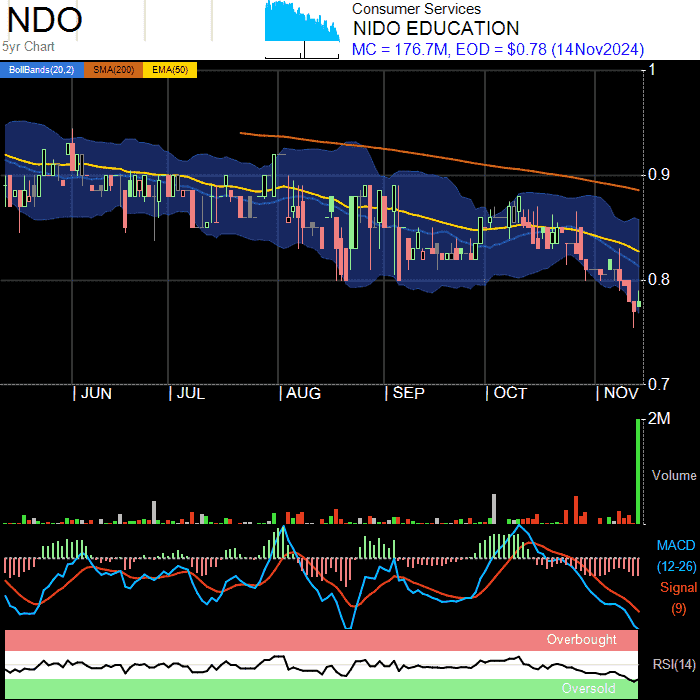 NDO
5yr Chart
Consumer Services
NIDO EDUCATION
MC = 176.7M, EOD = $0.78 (14Nov2024)
BollBands(20,2) SMA(200) EMA(50)
1
0.9
0.8
0.7
JUN JUL AUG SEP OCT NOV
2M
Volume
MACD
(12-26)
Signal
(9)
Overbought
RSI(14)
Oversold